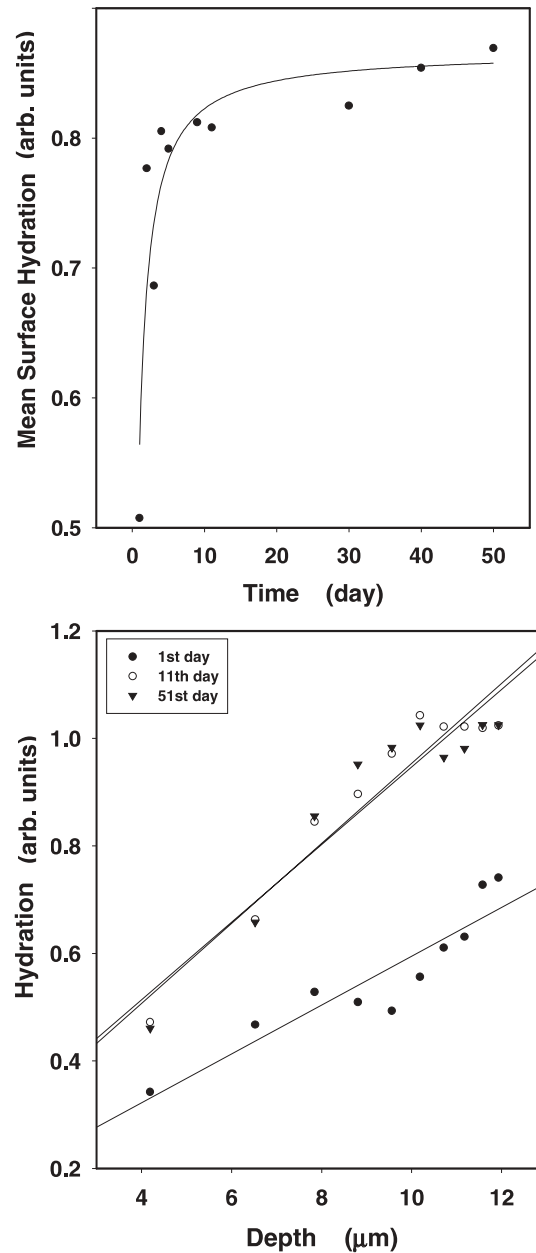 Mean Surface Hydration (arb. units)
0.8
0.7
0.6
0.5
0 10 20 30 40 50
Time (day)
Hydration (arb. units)
1.2
1.0
0.8
0.6
0.4
0.2
1st day
11th day
51st day
4 6 8 10 12
Depth (μm)